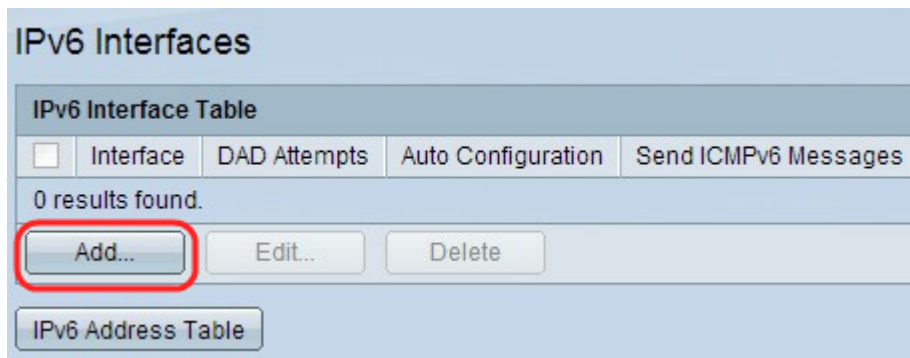 IPv6 Interfaces
IPv6 Interface Table
Interface DAD Attempts Auto Configuration Send ICMPv6 Messages
0 results found.
Add... Edit... Delete
IPv6 Address Table